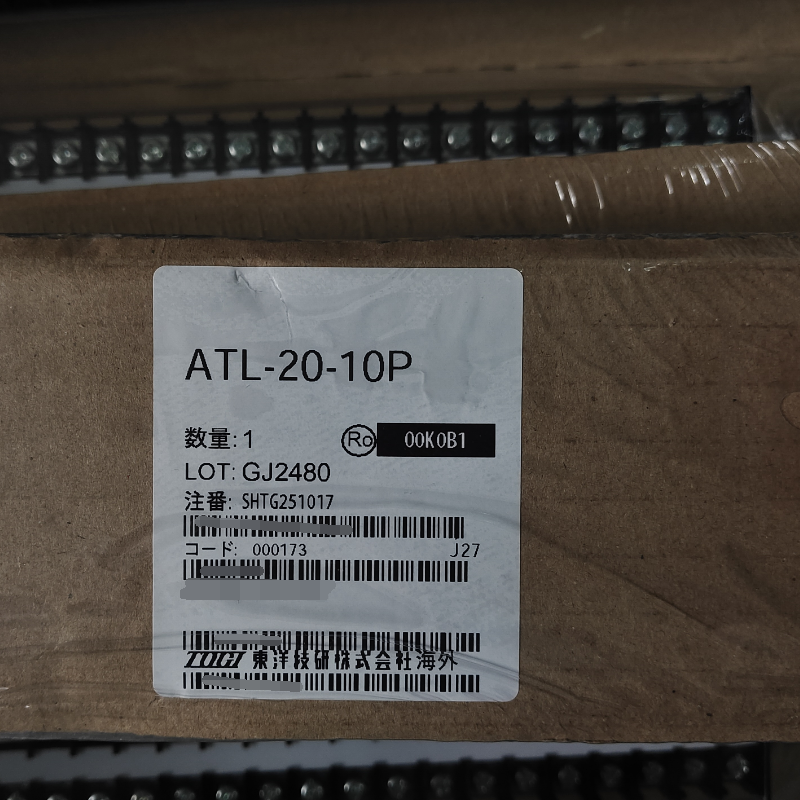 ATL-20-10P
数量: 1 Ro 00K0B1
LOT: GJ2480
注番: SHTG251017
コード: 000173 J27
TOGI 東洋技研株式会社海外